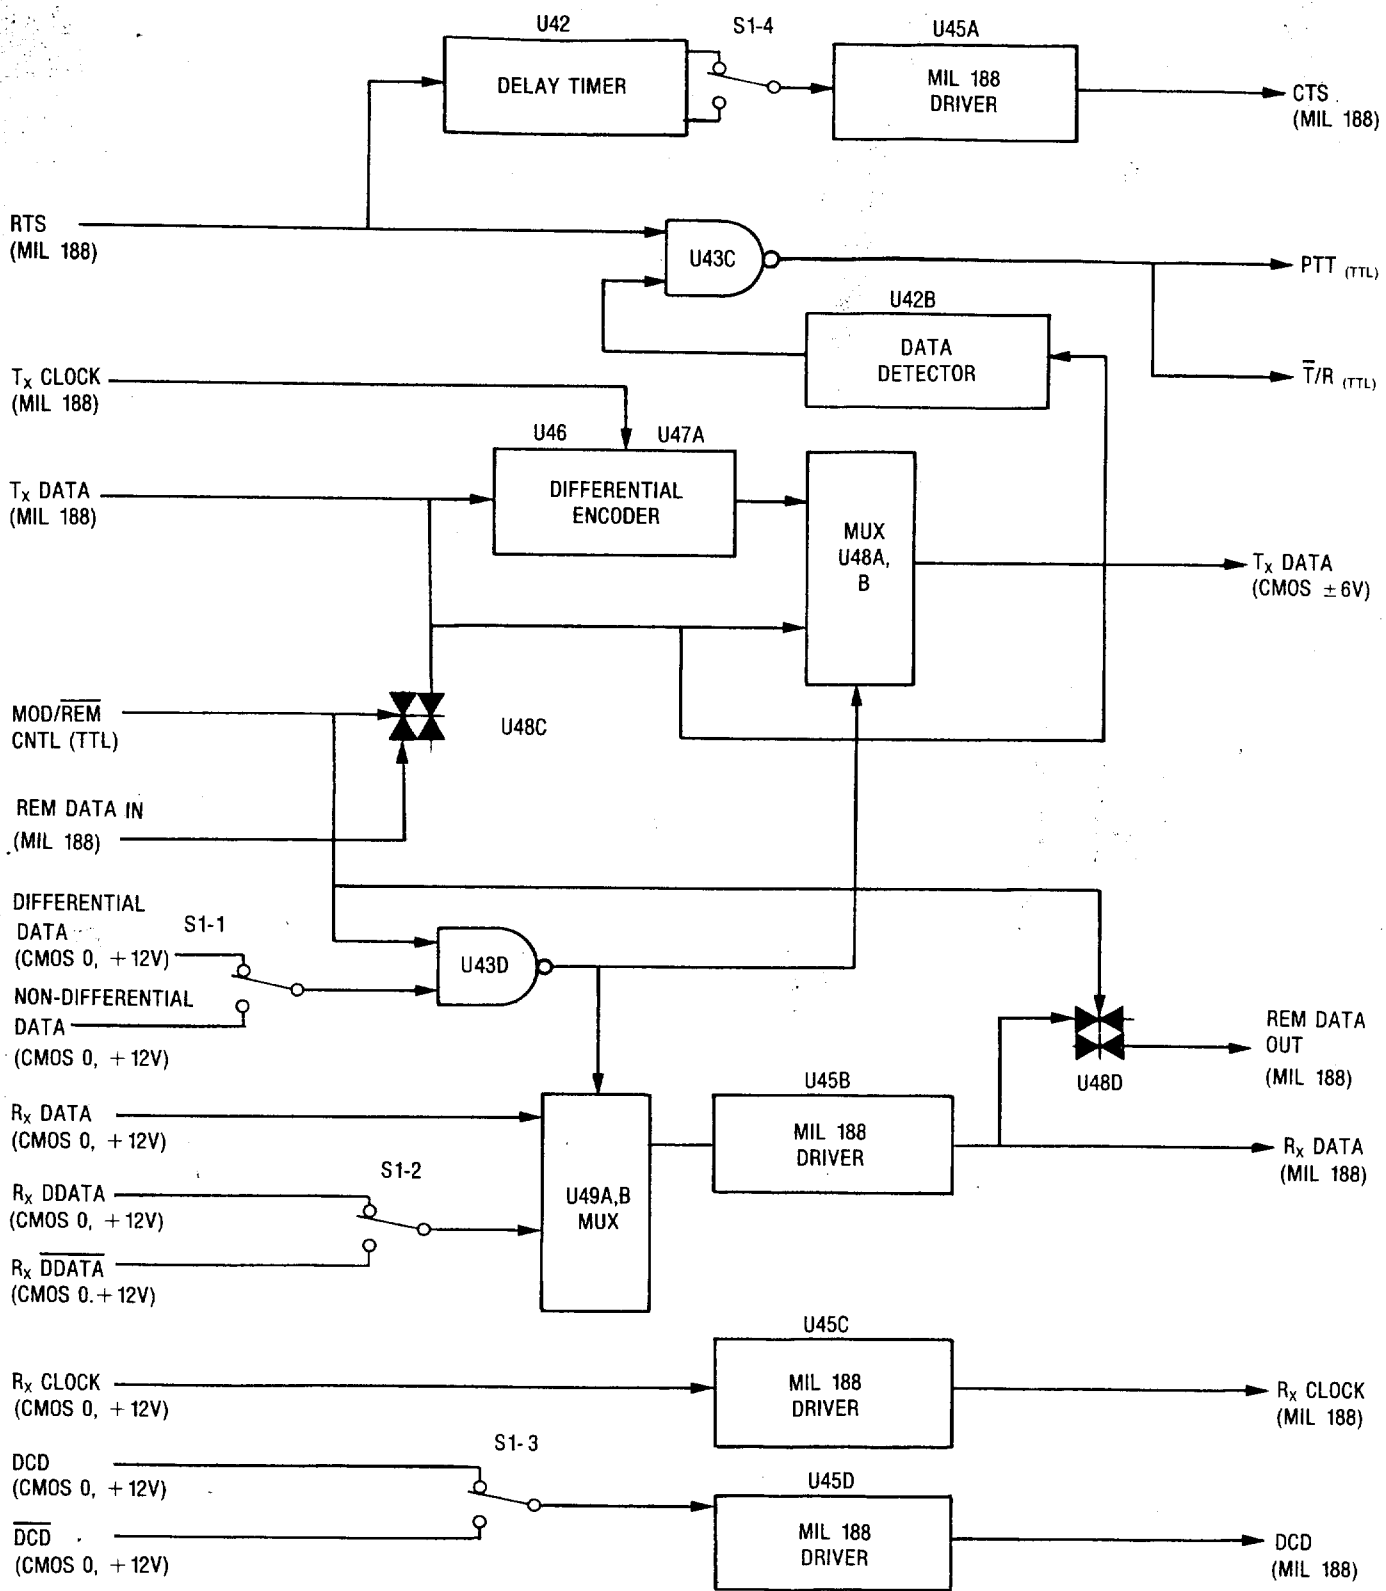 U42
S1-4
U45A
DELAY TIMER
MIL 188
DRIVER
CTS
(MIL 188)
RTS
(MIL 188)
U43C
PTT (TTL)
U42B
DATA
DETECTOR
T̅/R (TTL)
Tx CLOCK
(MIL 188)
U46
U47A
DIFFERENTIAL
ENCODER
Tx DATA
(MIL 188)
MUX
U48A,
B
Tx DATA
(CMOS ±6V)
MOD/R̅E̅M̅
CNTL (TTL)
U48C
REM DATA IN
(MIL 188)
DIFFERENTIAL
DATA
(CMOS 0, +12V)
S1-1
U43D
NON-DIFFERENTIAL
DATA
(CMOS 0, +12V)
REM DATA
OUT
(MIL 188)
U48D
Rx DATA
(CMOS 0, +12V)
U45B
MIL 188
DRIVER
Rx DATA
(MIL 188)
S1-2
Rx DDATA
(CMOS 0, +12V)
U49A,B
MUX
Rx D̅D̅A̅T̅A̅
(CMOS 0.+12V)
U45C
Rx CLOCK
(CMOS 0, +12V)
MIL 188
DRIVER
Rx CLOCK
(MIL 188)
S1-3
DCD
(CMOS 0, +12V)
U45D
D̅C̅D̅
(CMOS 0, +12V)
MIL 188
DRIVER
DCD
(MIL 188)